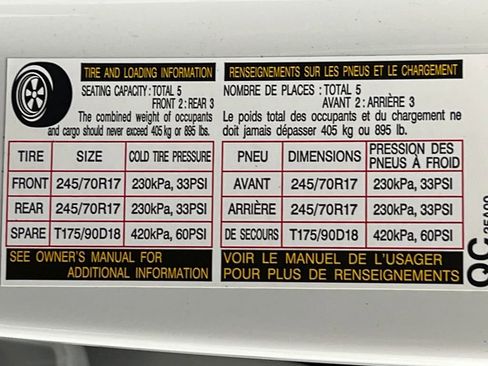 TIRE AND LOADING INFORMATION
SEATING CAPACITY: TOTAL 5
FRONT 2 : REAR 3
The combined weight of occupants
and cargo should never exceed 405 kg or 895 lbs.
TIRE SIZE COLD TIRE PRESSURE
FRONT 245/70R17 230kPa, 33PSI
REAR 245/70R17 230kPa, 33PSI
SPARE T175/90D18 420kPa, 60PSI
SEE OWNER'S MANUAL FOR
ADDITIONAL INFORMATION
RENSEIGNEMENTS SUR LES PNEUS ET LE CHARGEMENT
NOMBRE DE PLACES : TOTAL 5
AVANT 2 : ARRIÈRE 3
Le poids total des occupants et du chargement ne
doit jamais dépasser 405 kg ou 895 lb.
PNEU DIMENSIONS PRESSION DES
PNEUS À FROID
AVANT 245/70R17 230kPa, 33PSI
ARRIÈRE 245/70R17 230kPa, 33PSI
DE SECOURS T175/90D18 420kPa, 60PSI
VOIR LE MANUEL DE L'USAGER
POUR PLUS DE RENSEIGNEMENTS
QC